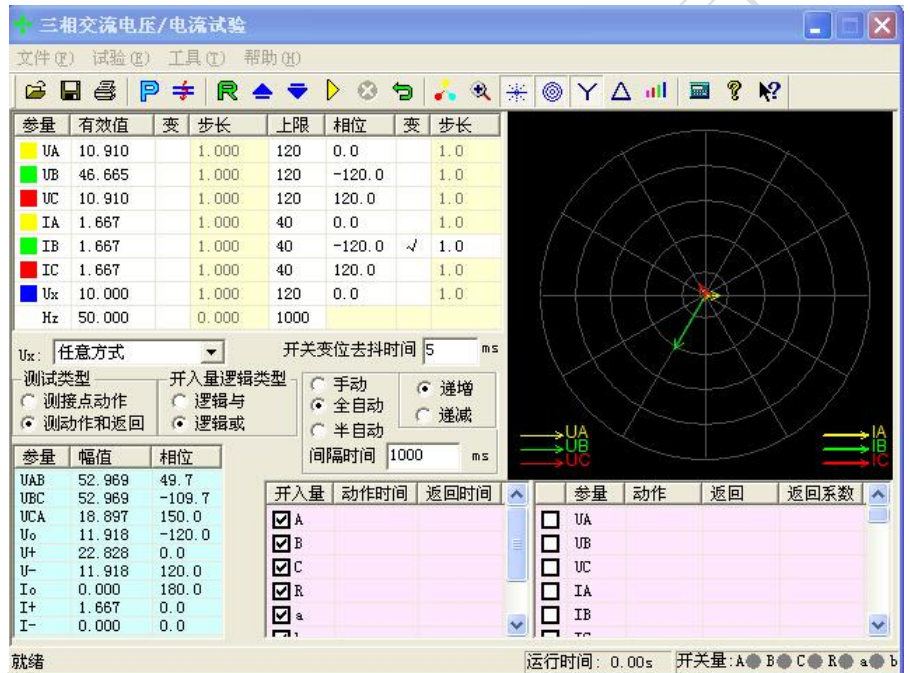 三相交流电压/电流试验
文件(F) 试验(E) 工具(T) 帮助(H)
参量 有效值 变 步长 上限 相位 变 步长
UA 10.910 1.000 120 0.0 1.0
UB 46.665 1.000 120 -120.0 1.0
UC 10.910 1.000 120 120.0 1.0
IA 1.667 1.000 40 0.0 1.0
IB 1.667 1.000 40 -120.0 √ 1.0
IC 1.667 1.000 40 120.0 1.0
Ux 10.000 1.000 120 0.0 1.0
Hz 50.000 0.000 1000
Ux: 任意方式 开关变位去抖时间 5 ms
测试类型 开入量逻辑类型
测接点动作 逻辑与 手动 递增
测动作和返回 逻辑或 全自动 递减
半自动
间隔时间 1000 ms
UA IA
UB IB
UC IC
参量 幅值 相位
UAB 52.969 49.7
UBC 52.969 -109.7
UCA 18.897 150.0
Uo 11.918 -120.0
U+ 22.828 0.0
U- 11.918 120.0
Io 0.000 180.0
I+ 1.667 0.0
I- 0.000 0.0
开入量 动作时间 返回时间
A
B
C
R
a
参量 动作 返回 返回系数
UA
UB
UC
IA
IB
就绪 运行时间: 0.00s 开关量:A B C R a b